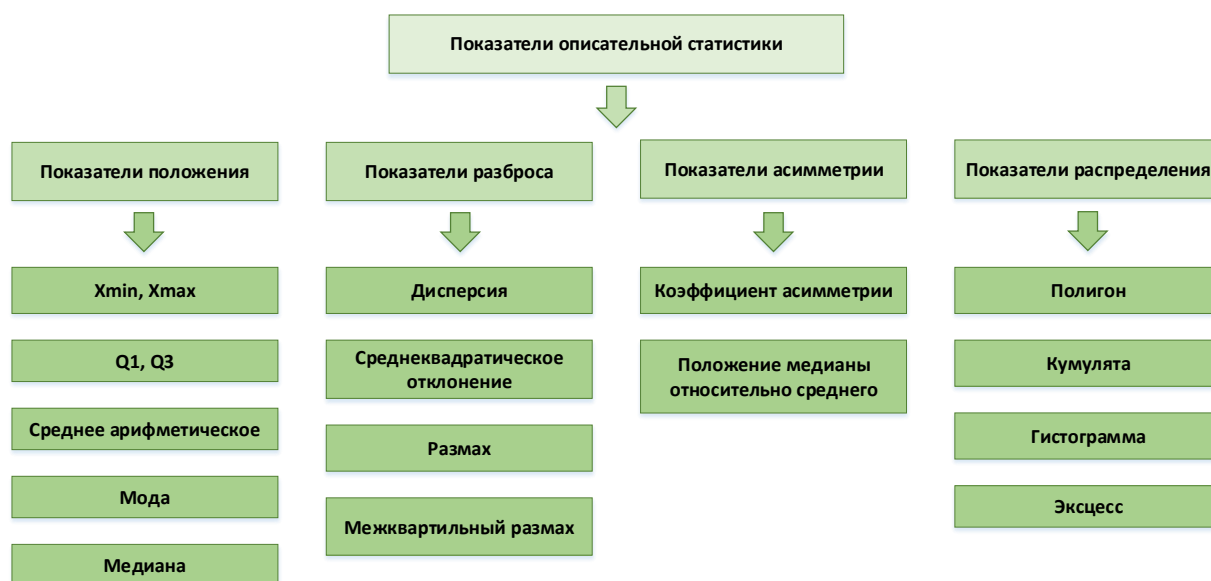 Показатели описательной статистики
Показатели положения
Xmin, Xmax
Q1, Q3
Среднее арифметическое
Мода
Медиана
Показатели разброса
Дисперсия
Среднеквадратическое
отклонение
Размах
Межквартильный размах
Показатели асимметрии
Коэффициент асимметрии
Положение медианы
относительно среднего
Показатели распределения
Полигон
Кумулята
Гистограмма
Эксцесс